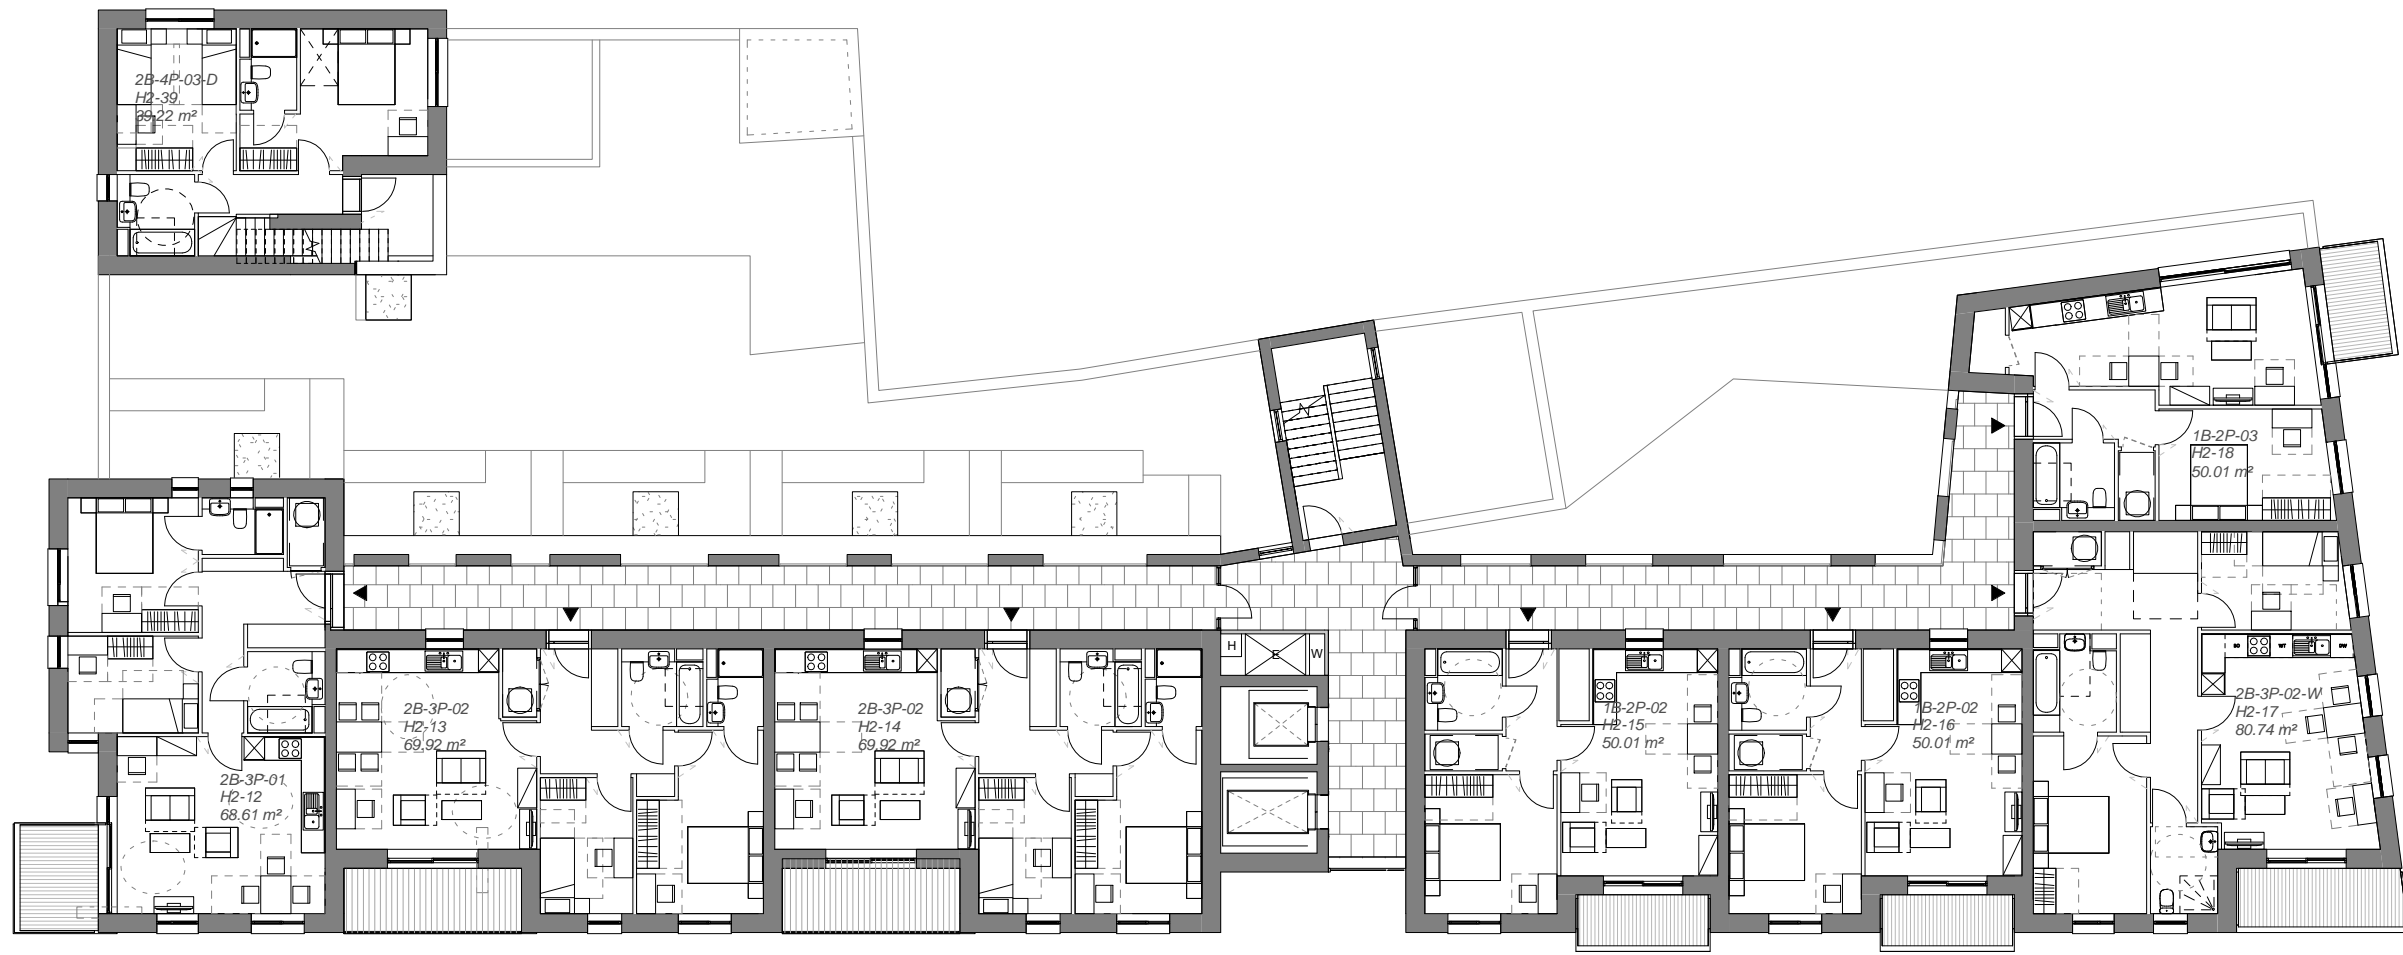 2B-4P-03-D
H2-39
39.22 m²
1B-2P-03
H2-18
50.01 m²
H
E
W
2B-3P-01
H2-12
68.61 m²
2B-3P-02
H2-13
69.92 m²
2B-3P-02
H2-14
69.92 m²
1B-2P-02
H2-15
50.01 m²
1B-2P-02
H2-16
50.01 m²
2B-3P-02-W
H2-17
80.74 m²